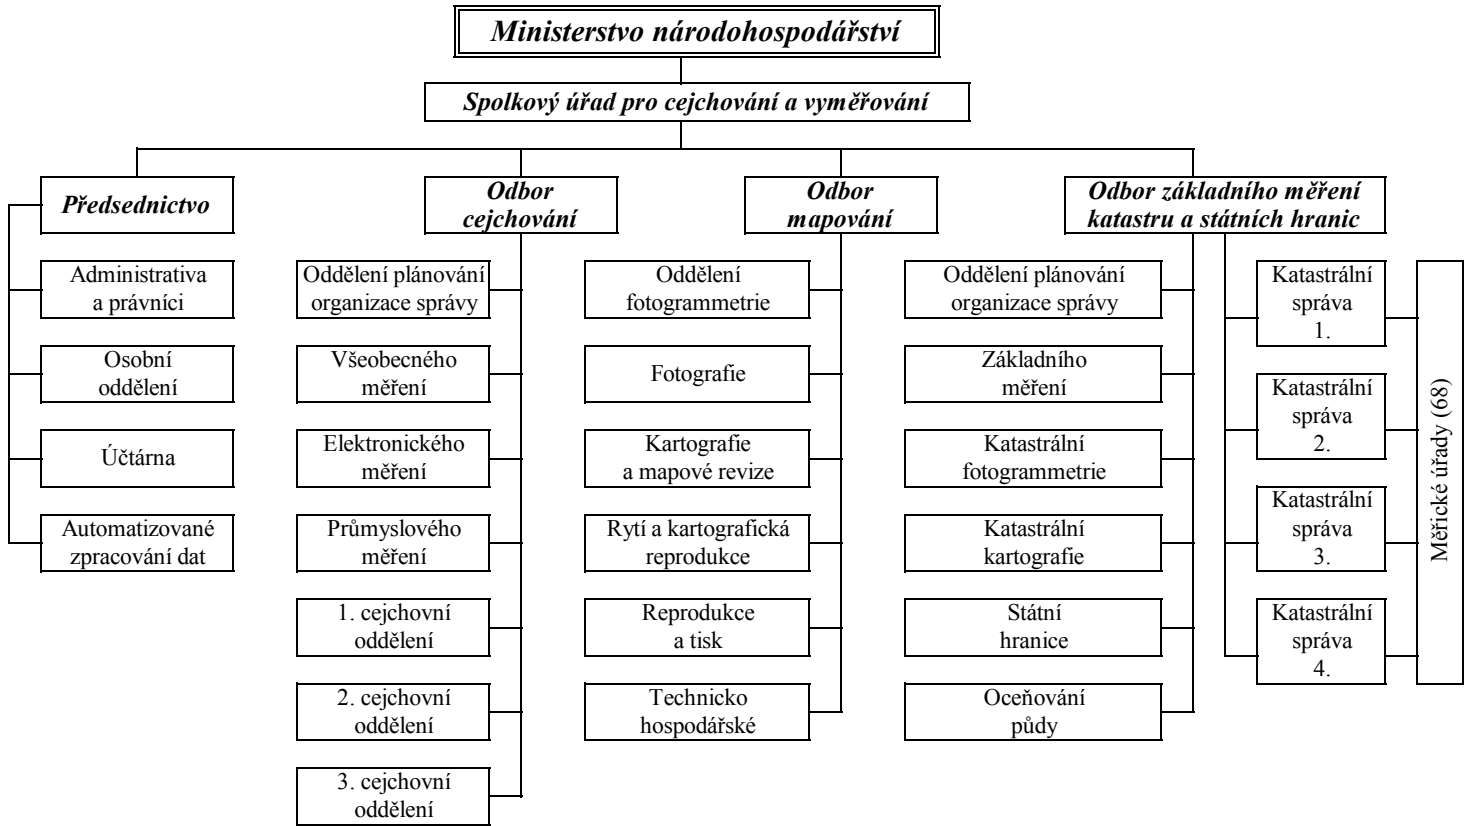 Ministerstvo národohospodářství
Spolkový úřad pro cejchování a vyměřování
Předsednictvo
Administrativa
a právníci
Osobní
oddělení
Účtárna
Automatizované
zpracování dat
Odbor
cejchování
Oddělení plánování
organizace správy
Všeobecného
měření
Elektronického
měření
Průmyslového
měření
1. cejchovní
oddělení
2. cejchovní
oddělení
3. cejchovní
oddělení
Odbor
mapování
Oddělení
fotogrammetrie
Fotografie
Kartografie
a mapové revize
Rytí a kartografická
reprodukce
Reprodukce
a tisk
Technicko
hospodářské
Odbor základního měření
katastru a státních hranic
Oddělení plánování
organizace správy
Základního
měření
Katastrální
fotogrammetrie
Katastrální
kartografie
Státní
hranice
Oceňování
půdy
Katastrální
správa
1.
Katastrální
správa
2.
Katastrální
správa
3.
Katastrální
správa
4.
Měřické úřady (68)